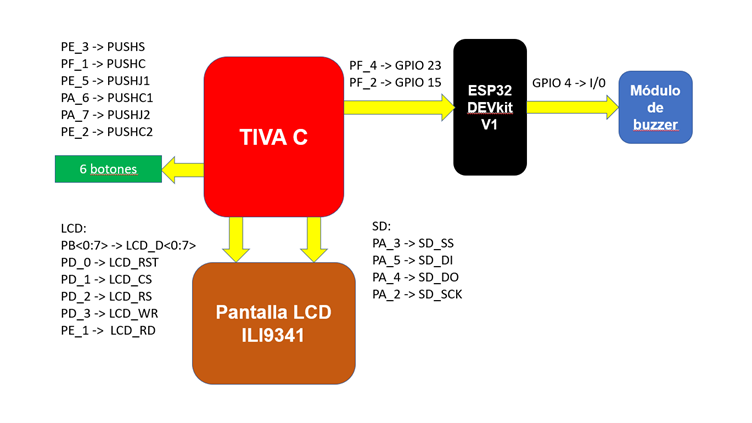 PE_3 -> PUSHS
PF_1 -> PUSHC
PE_5 -> PUSHJ1
PA_6 -> PUSHC1
PA_7 -> PUSHJ2
PE_2 -> PUSHC2
6 botones
TIVA C
PF_4 -> GPIO 23
PF_2 -> GPIO 15
ESP32
DEVkit
V1
GPIO 4 -> I/0
Módulo
de
buzzer
LCD:
PB<0:7> -> LCD_D<0:7>
PD_0 -> LCD_RST
PD_1 -> LCD_CS
PD_2 -> LCD_RS
PD_3 -> LCD_WR
PE_1 -> LCD_RD
SD:
PA_3 -> SD_SS
PA_5 -> SD_DI
PA_4 -> SD_DO
PA_2 -> SD_SCK
Pantalla LCD
ILI9341